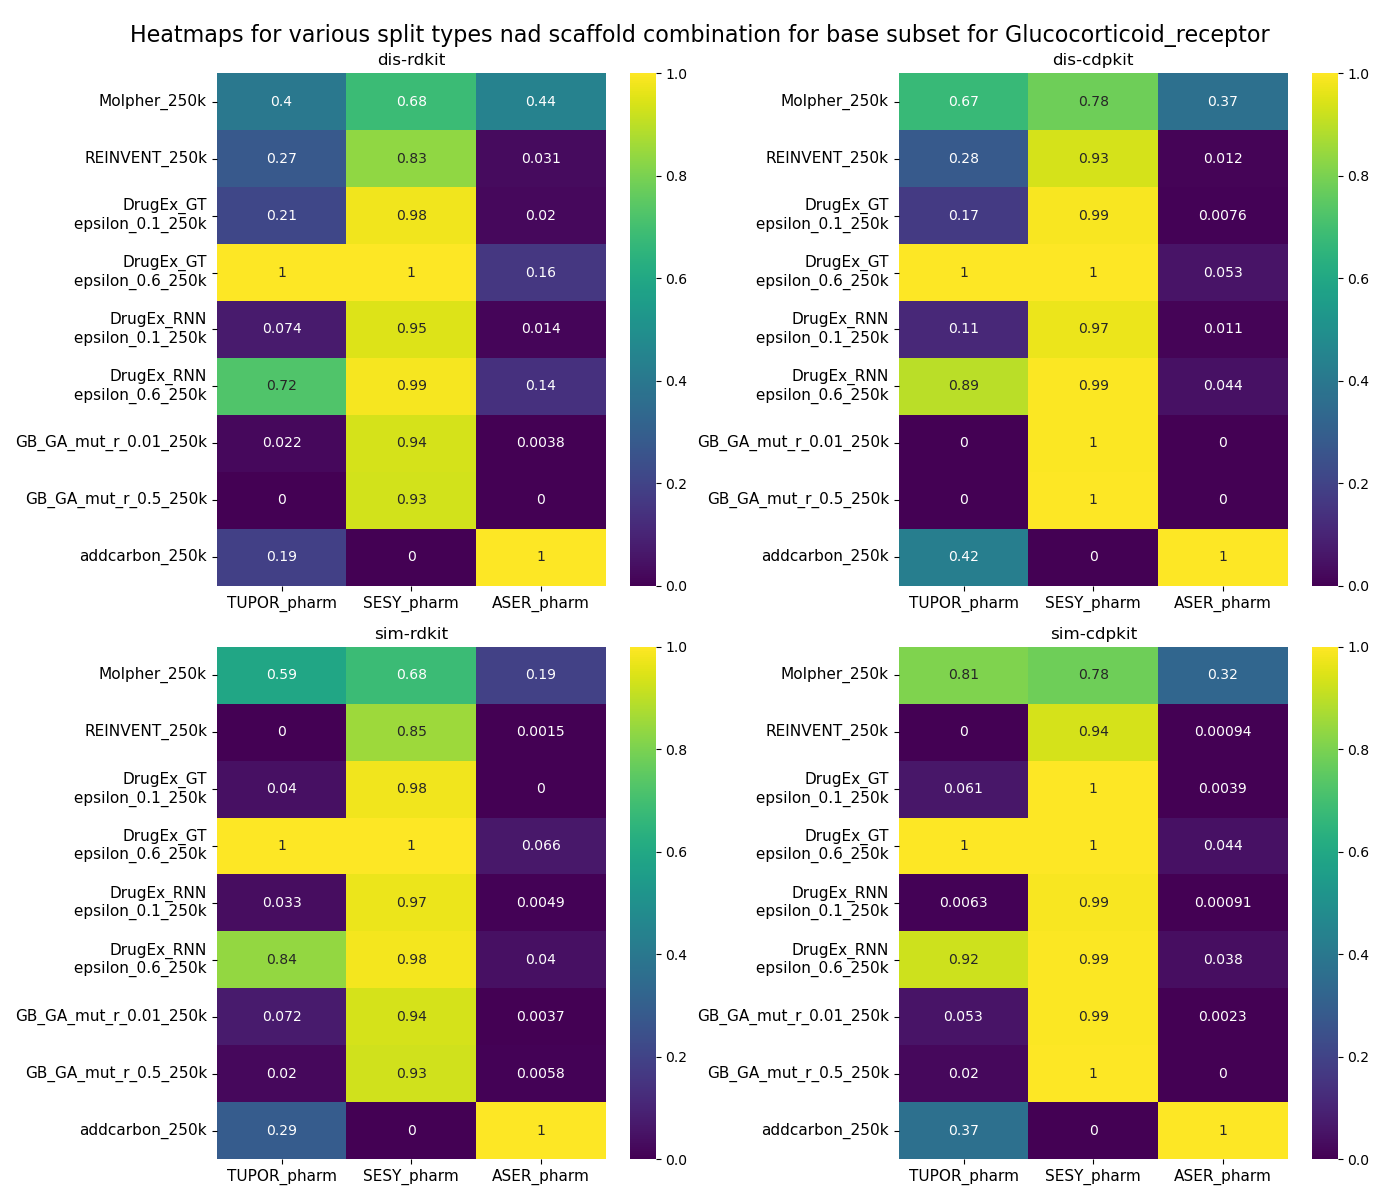 Heatmaps for various split types nad scaffold combination for base subset for Glucocorticoid_receptor
dis-rdkit
Molpher_250k 0.4 0.68 0.44
REINVENT_250k 0.27 0.83 0.031
DrugEx_GT
epsilon_0.1_250k 0.21 0.98 0.02
DrugEx_GT
epsilon_0.6_250k 1 1 0.16
DrugEx_RNN
epsilon_0.1_250k 0.074 0.95 0.014
DrugEx_RNN
epsilon_0.6_250k 0.72 0.99 0.14
GB_GA_mut_r_0.01_250k 0.022 0.94 0.0038
GB_GA_mut_r_0.5_250k 0 0.93 0
addcarbon_250k 0.19 0 1
TUPOR_pharm SESY_pharm ASER_pharm
1.0
0.8
0.6
0.4
0.2
0.0
dis-cdpkit
Molpher_250k 0.67 0.78 0.37
REINVENT_250k 0.28 0.93 0.012
DrugEx_GT
epsilon_0.1_250k 0.17 0.99 0.0076
DrugEx_GT
epsilon_0.6_250k 1 1 0.053
DrugEx_RNN
epsilon_0.1_250k 0.11 0.97 0.011
DrugEx_RNN
epsilon_0.6_250k 0.89 0.99 0.044
GB_GA_mut_r_0.01_250k 0 1 0
GB_GA_mut_r_0.5_250k 0 1 0
addcarbon_250k 0.42 0 1
TUPOR_pharm SESY_pharm ASER_pharm
1.0
0.8
0.6
0.4
0.2
0.0
sim-rdkit
Molpher_250k 0.59 0.68 0.19
REINVENT_250k 0 0.85 0.0015
DrugEx_GT
epsilon_0.1_250k 0.04 0.98 0
DrugEx_GT
epsilon_0.6_250k 1 1 0.066
DrugEx_RNN
epsilon_0.1_250k 0.033 0.97 0.0049
DrugEx_RNN
epsilon_0.6_250k 0.84 0.98 0.04
GB_GA_mut_r_0.01_250k 0.072 0.94 0.0037
GB_GA_mut_r_0.5_250k 0.02 0.93 0.0058
addcarbon_250k 0.29 0 1
TUPOR_pharm SESY_pharm ASER_pharm
1.0
0.8
0.6
0.4
0.2
0.0
sim-cdpkit
Molpher_250k 0.81 0.78 0.32
REINVENT_250k 0 0.94 0.00094
DrugEx_GT
epsilon_0.1_250k 0.061 1 0.0039
DrugEx_GT
epsilon_0.6_250k 1 1 0.044
DrugEx_RNN
epsilon_0.1_250k 0.0063 0.99 0.00091
DrugEx_RNN
epsilon_0.6_250k 0.92 0.99 0.038
GB_GA_mut_r_0.01_250k 0.053 0.99 0.0023
GB_GA_mut_r_0.5_250k 0.02 1 0
addcarbon_250k 0.37 0 1
TUPOR_pharm SESY_pharm ASER_pharm
1.0
0.8
0.6
0.4
0.2
0.0